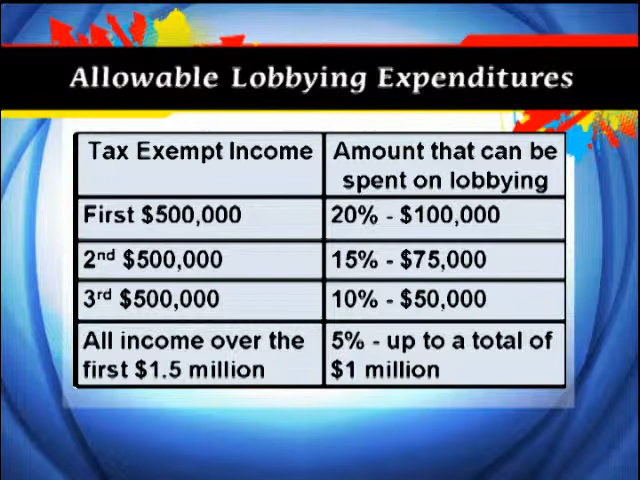 Allowable Lobbying Expenditures
Tax Exempt Income
Amount that can be
spent on lobbying
First $500,000
20% - $100,000
2nd $500,000
15% - $75,000
3rd $500,000
10% - $50,000
All income over the
first $1.5 million
5% - up to a total of
$1 million